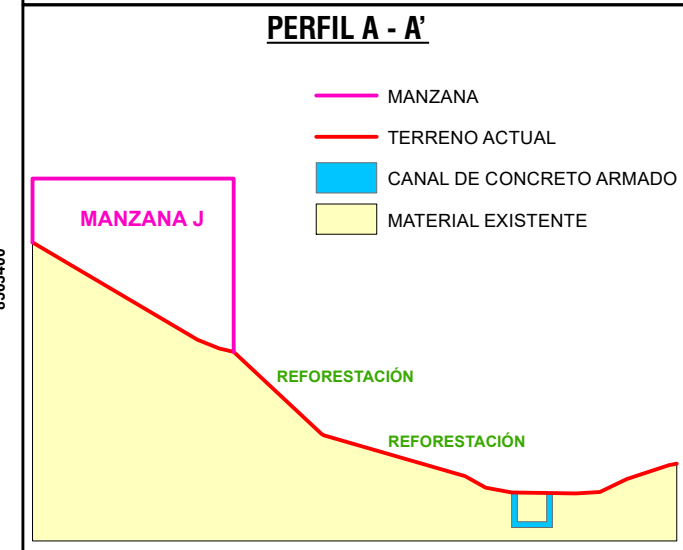 PERFIL A - A’
MANZANA
TERRENO ACTUAL
CANAL DE CONCRETO ARMADO
MATERIAL EXISTENTE
MANZANA J
REFORESTACIÓN
REFORESTACIÓN